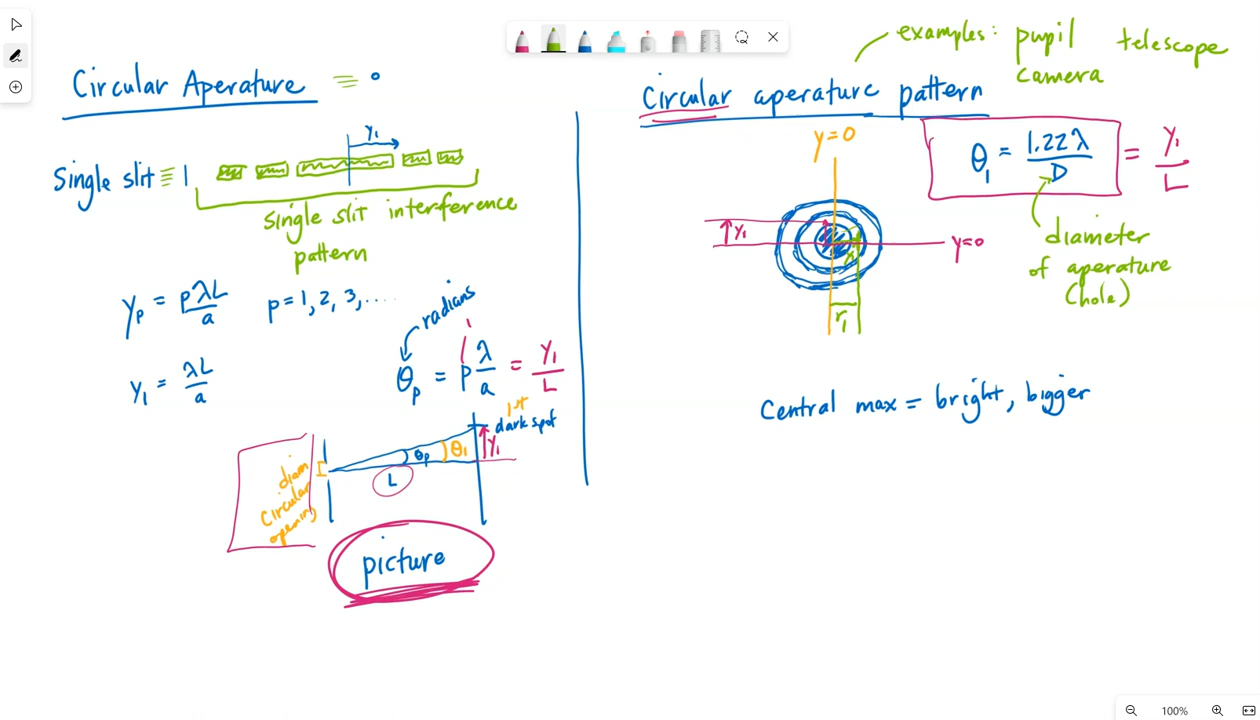 Circular Aperature ≡ °
y₁
Single slit ≡ |
single slit interference
pattern
yₚ = pλL/a   p = 1, 2, 3, ....
radians
y₁ = λL/a
1
θₚ = p λ/a = y₁/L
1st
dark spot
θₚ θ₁ y₁
L
diam
circular
opening
picture
examples: pupil telescope
camera
Circular aperature pattern
y=0
θ₁ = 1.22λ/D = y₁/L
y₁
y=0
r₁
diameter
of aperature
(hole)
Central max = bright, bigger
100%